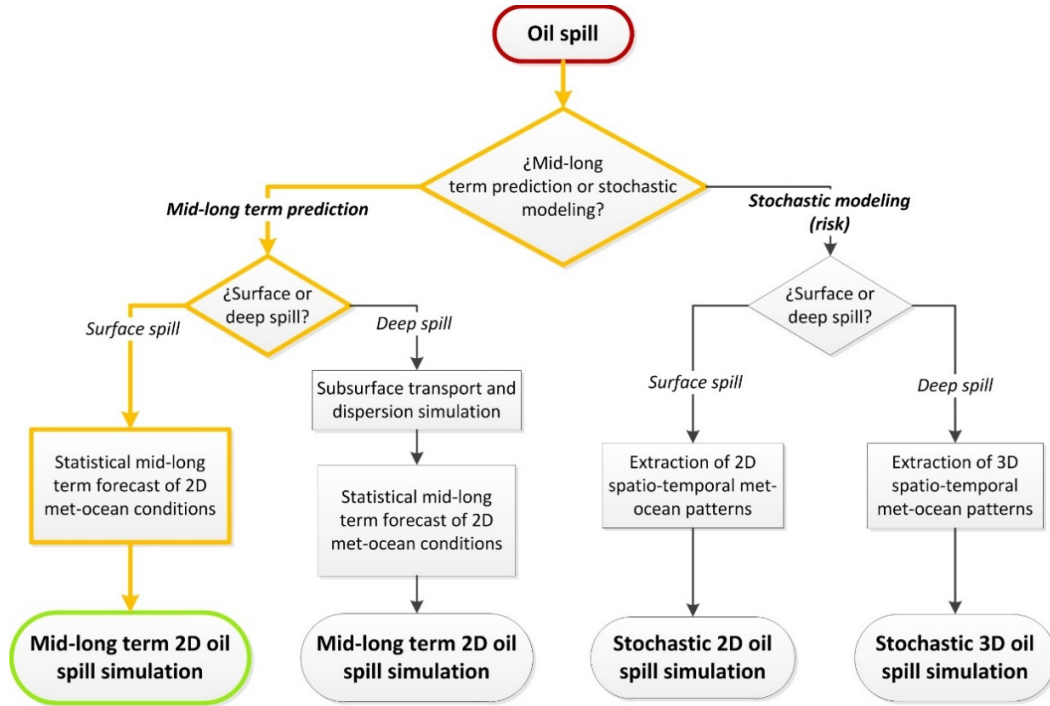 Oil spill
¿Mid-long
term prediction or stochastic
modeling?
Mid-long term prediction
Stochastic modeling
(risk)
¿Surface or
deep spill?
¿Surface or
deep spill?
Surface spill
Deep spill
Surface spill
Deep spill
Subsurface transport and
dispersion simulation
Statistical mid-long
term forecast of 2D
met-ocean conditions
Statistical mid-long
term forecast of 2D
met-ocean conditions
Extraction of 2D
spatio-temporal met-
ocean patterns
Extraction of 3D
spatio-temporal
met-ocean patterns
Mid-long term 2D oil
spill simulation
Mid-long term 2D oil
spill simulation
Stochastic 2D oil
spill simulation
Stochastic 3D oil
spill simulation